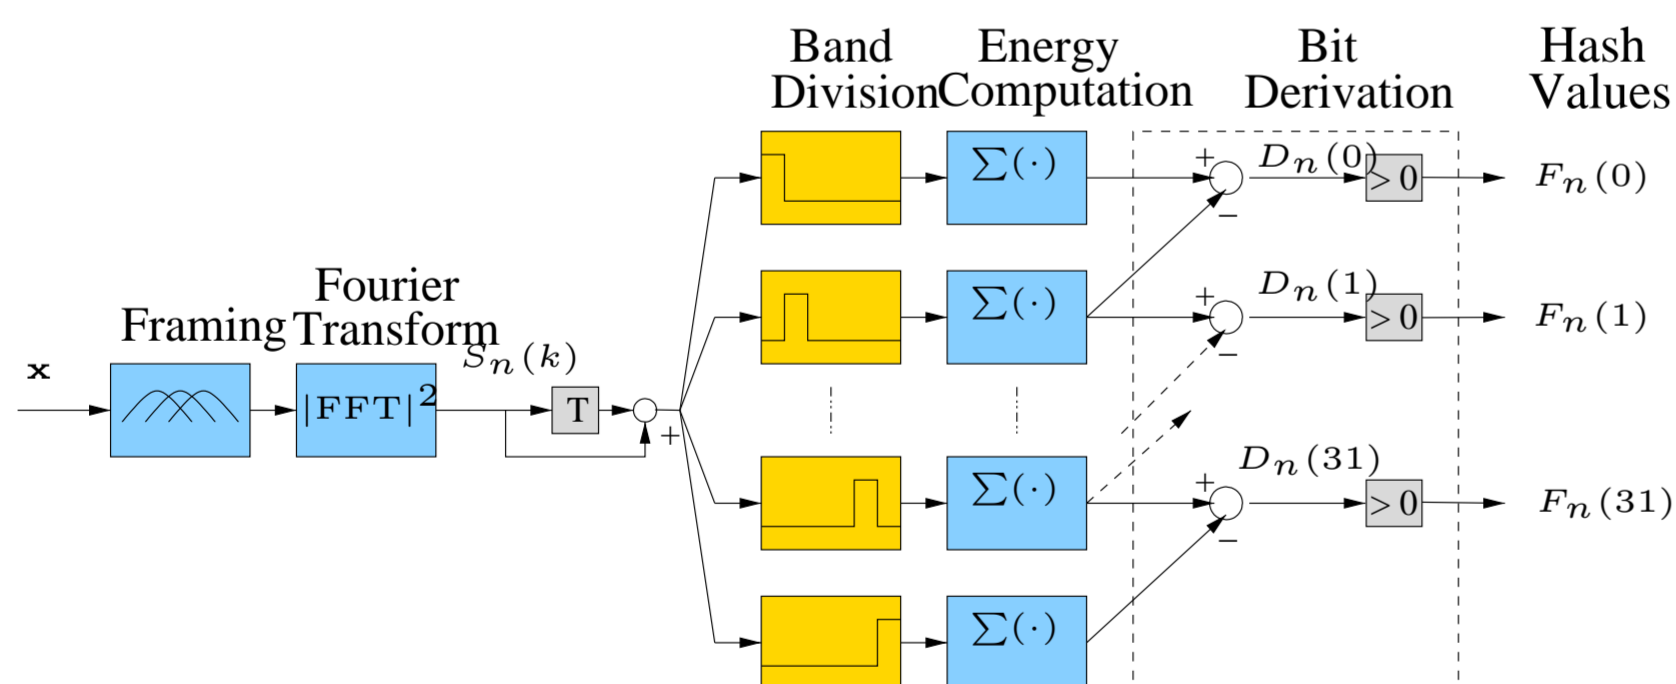 Band
Division
Energy
Computation
Bit
Derivation
Hash
Values
Σ(·)
+
−
Dₙ(0)
> 0
Fₙ(0)
Σ(·)
+
−
Dₙ(1)
> 0
Fₙ(1)
Framing
Fourier
Transform
x
|FFT|²
Sₙ(k)
T
+
Σ(·)
+
−
Dₙ(31)
> 0
Fₙ(31)
Σ(·)